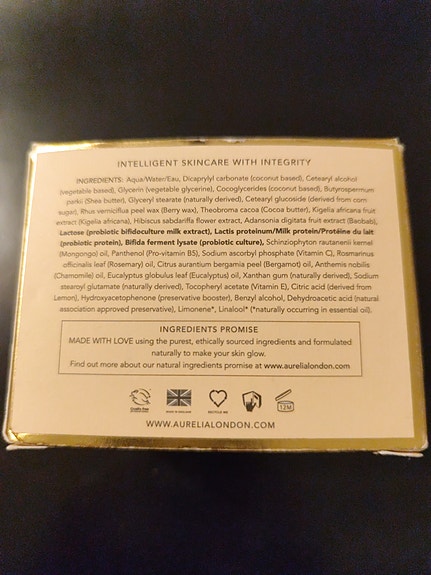 INTELLIGENT SKINCARE WITH INTEGRITY
INGREDIENTS: Aqua/Water/Eau, Dicaprylyl carbonate (coconut based), Cetearyl alcohol
(vegetable based), Glycerin (vegetable glycerine), Cocoglycerides (coconut based), Butyrospermum
parkii (Shea butter), Glyceryl stearate (naturally derived), Cetearyl glucoside (derived from corn
sugar), Rhus verniciflua peel wax (Berry wax), Theobroma cacoa (Cocoa butter), Kigelia africana fruit
extract (Kigelia africana), Hibiscus sabdariffa flower extract, Adansonia digitata fruit extract (Baobab),
Lactose (probiotic bifidoculture milk extract), Lactis proteinum/Milk protein/Protéine du lait
(probiotic protein), Bifida ferment lysate (probiotic culture), Schinziophyton rautanenii kernel
(Mongongo) oil, Panthenol (Pro-vitamin B5), Sodium ascorbyl phosphate (Vitamin C), Rosmarinus
officinalis leaf (Rosemary) oil, Citrus aurantium bergamia peel (Bergamot) oil, Anthemis nobilis
(Chamomile) oil, Eucalyptus globulus leaf (Eucalyptus) oil, Xanthan gum (naturally derived), Sodium
stearoyl glutamate (naturally derived), Tocopheryl acetate (Vitamin E), Citric acid (derived from
Lemon), Hydroxyacetophenone (preservative booster), Benzyl alcohol, Dehydroacetic acid (natural
association approved preservative), Limonene*, Linalool* (*naturally occurring in essential oil).
INGREDIENTS PROMISE
MADE WITH LOVE using the purest, ethically sourced ingredients and formulated
naturally to make your skin glow.
Find out more about our natural ingredients promise at www.aurelialondon.com
Cruelty free
MADE IN ENGLAND
RECYCLE ME
12M
WWW.AURELIALONDON.COM